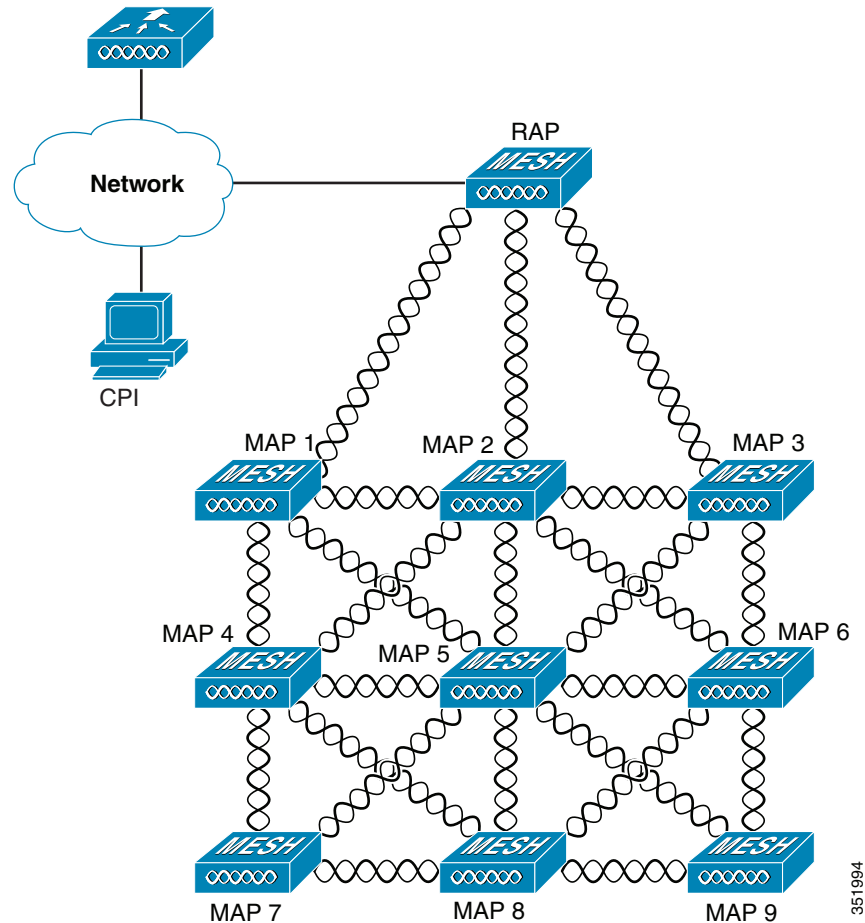 RAP
MESH
Network
CPI
MAP 1
MAP 2
MAP 3
MESH
MESH
MESH
MAP 4
MAP 5
MAP 6
MESH
MESH
MESH
MESH
MESH
MESH
MAP 7
MAP 8
MAP 9
351994